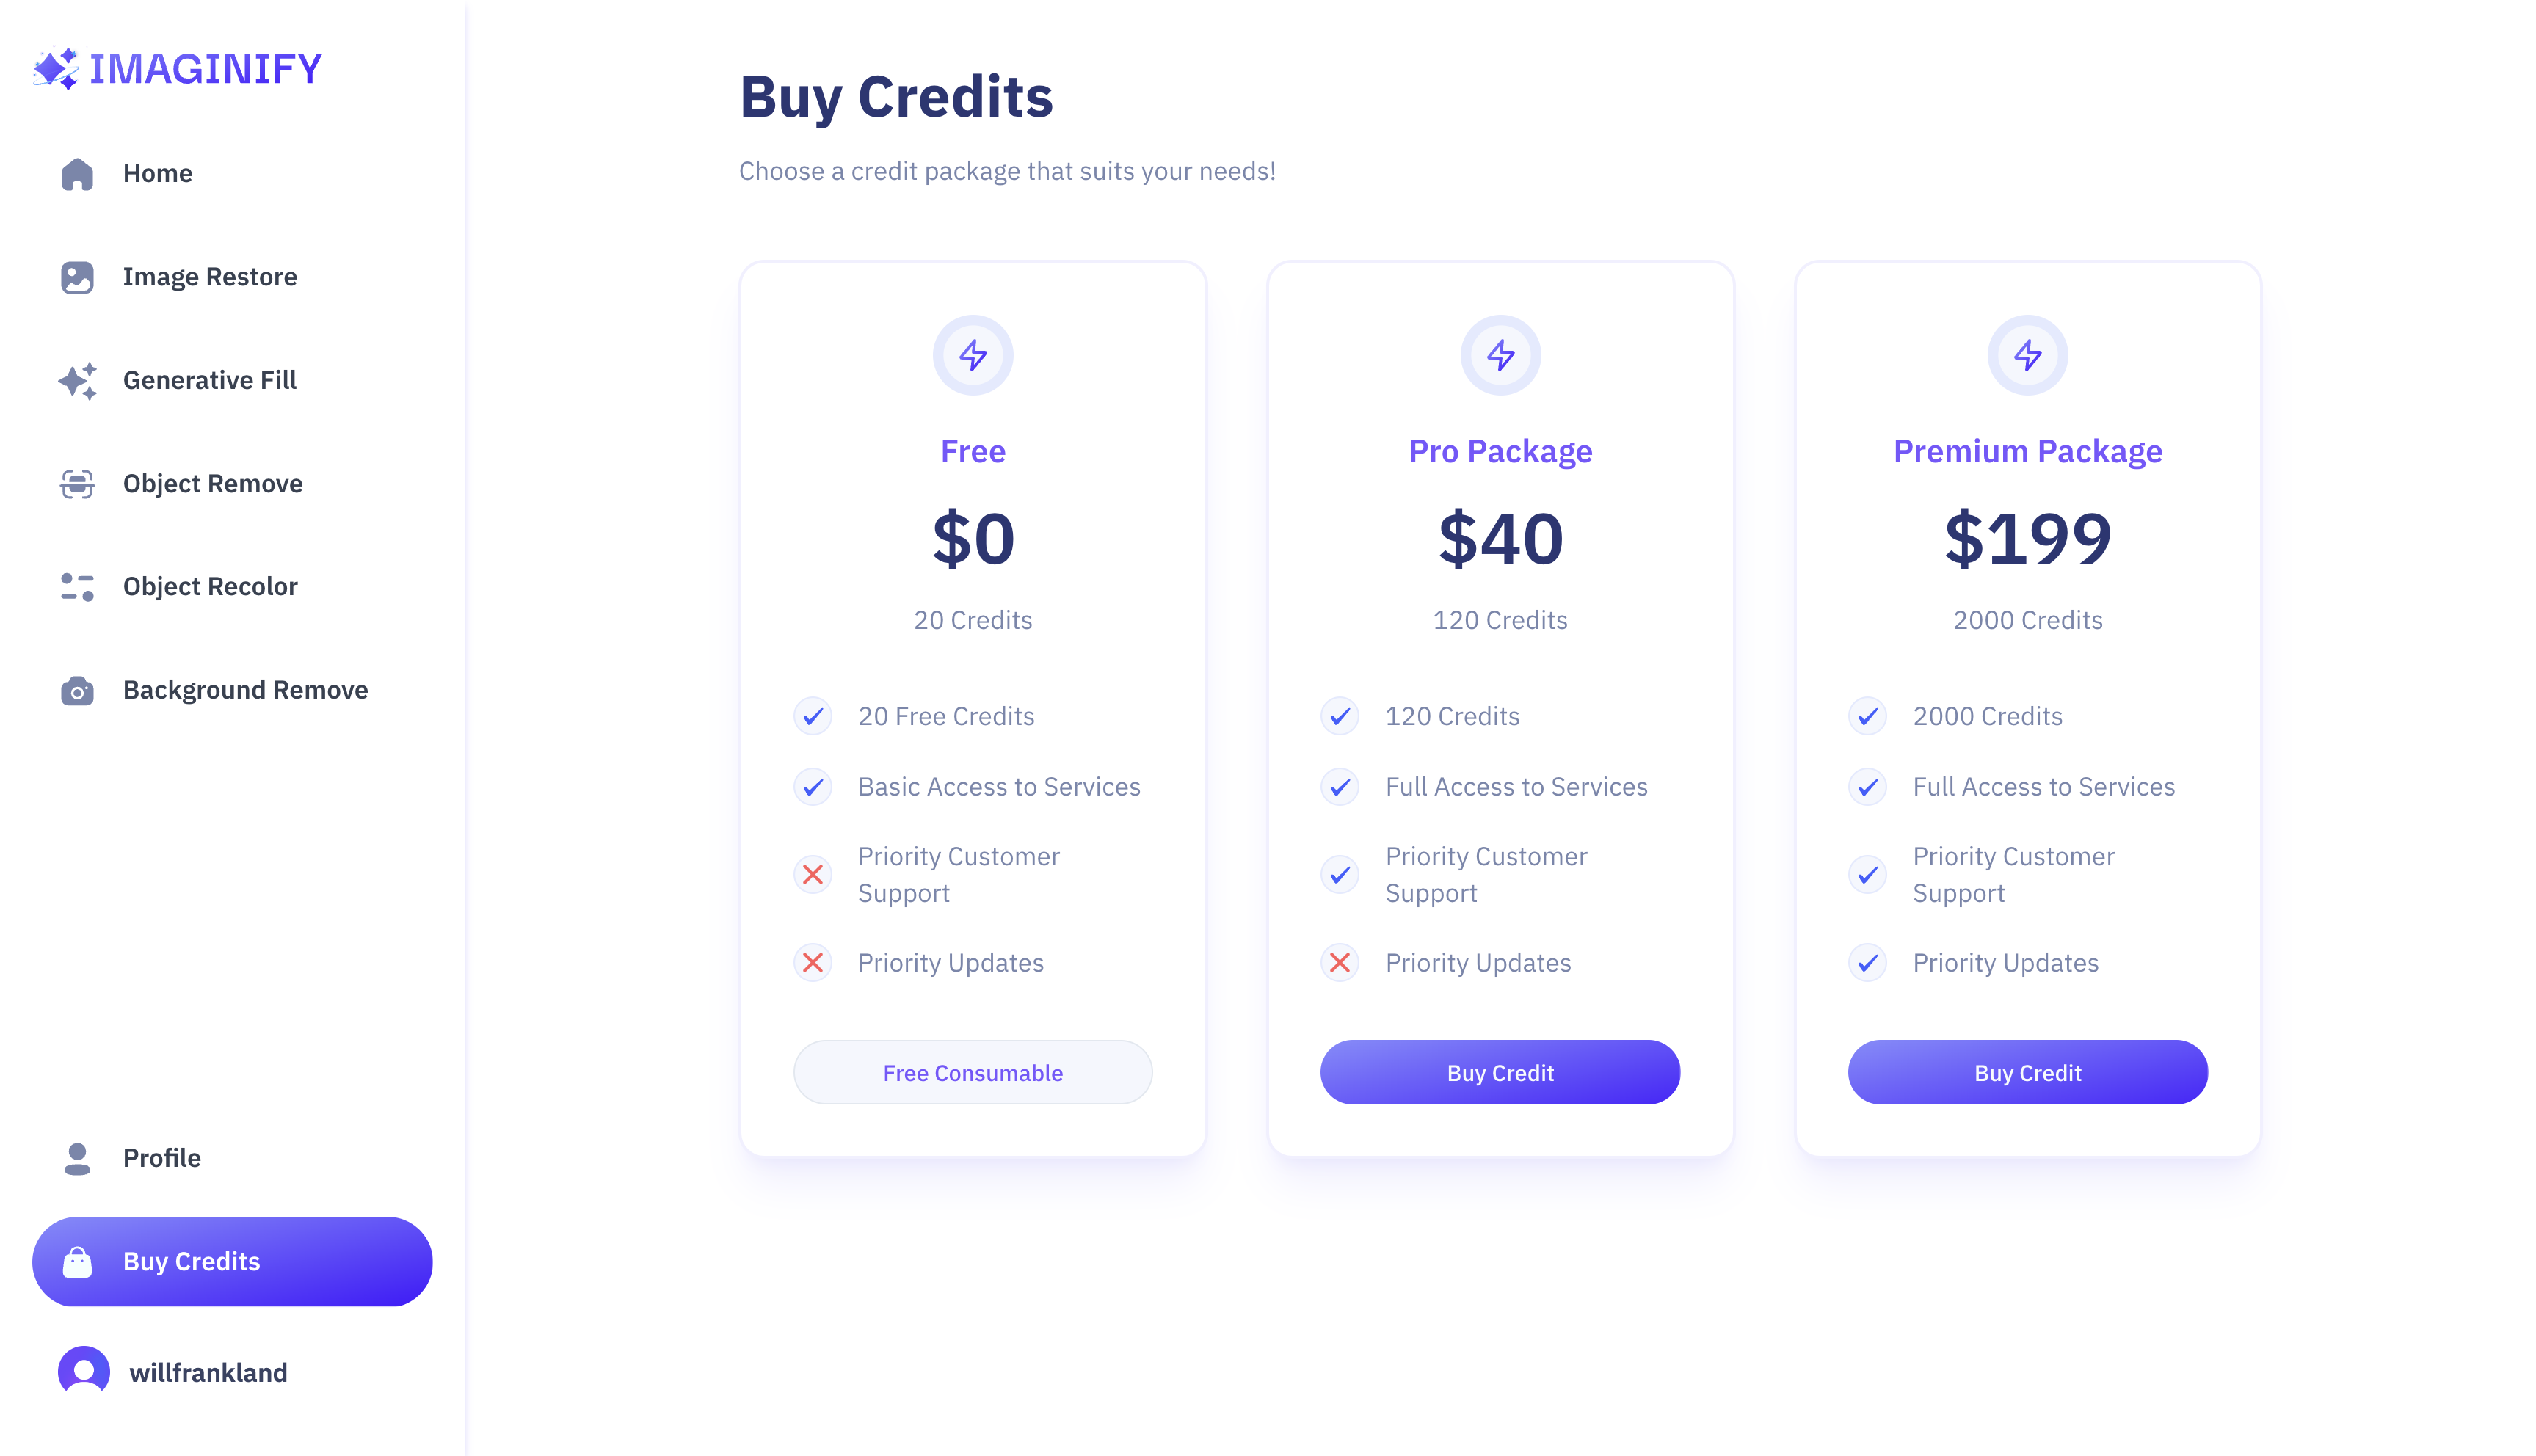 IMAGINIFY
Home
Image Restore
Generative Fill
Object Remove
Object Recolor
Background Remove
Profile
Buy Credits
willfrankland
Buy Credits
Choose a credit package that suits your needs!
Free
$0
20 Credits
20 Free Credits
Basic Access to Services
Priority Customer
Support
Priority Updates
Free Consumable
Pro Package
$40
120 Credits
120 Credits
Full Access to Services
Priority Customer
Support
Priority Updates
Buy Credit
Premium Package
$199
2000 Credits
2000 Credits
Full Access to Services
Priority Customer
Support
Priority Updates
Buy Credit